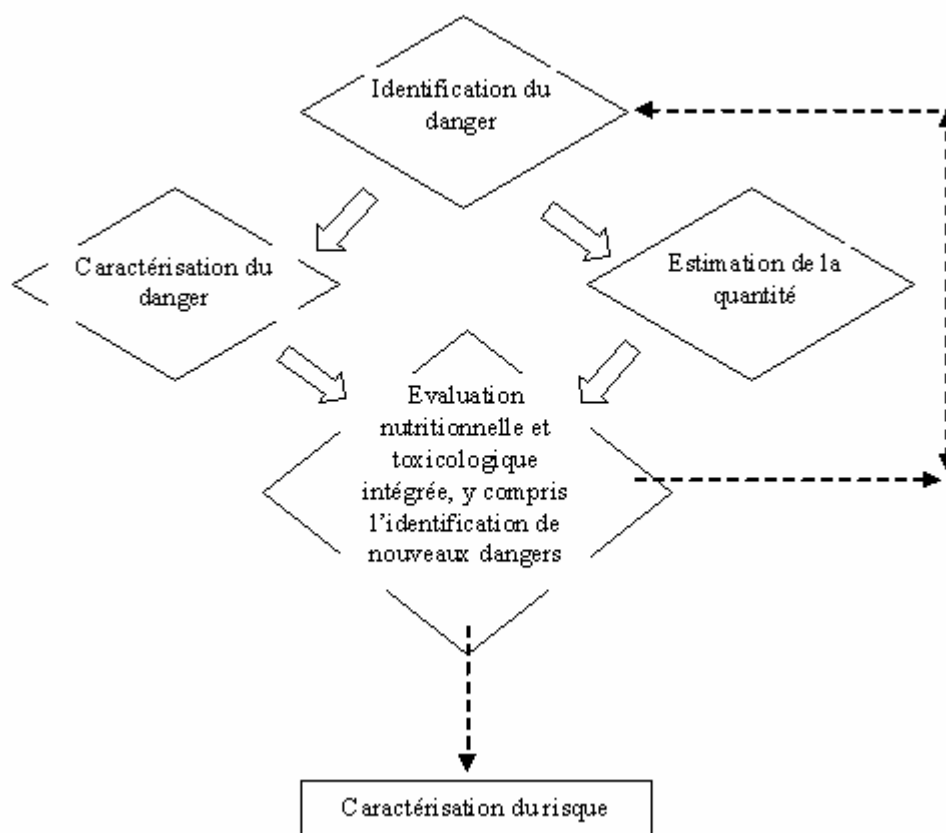 Identification du
danger
Caractérisation du
danger
Estimation de la
quantité
Evaluation
nutritionnelle et
toxicologique
intégrée, y compris
l'identification de
nouveaux dangers
Caractérisation du risque